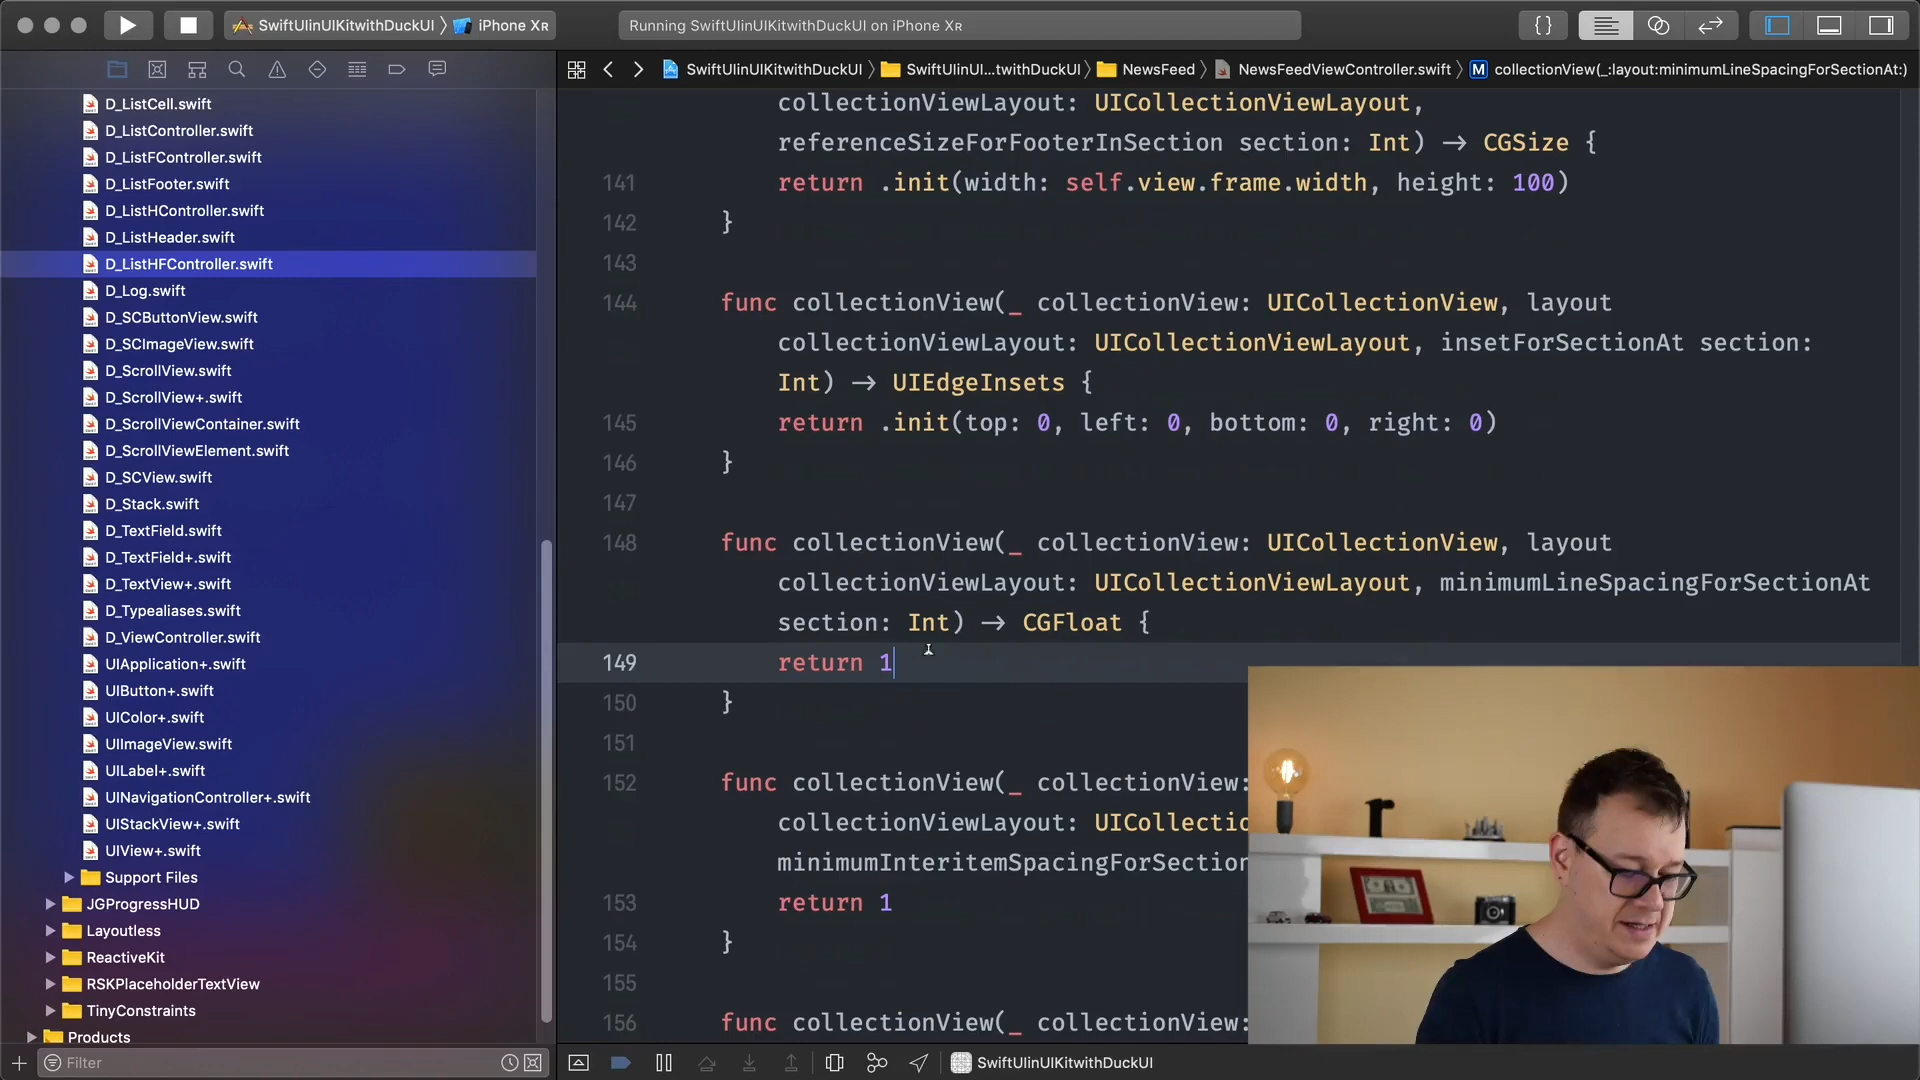 SwiftUIinUIKitwithDuckUI
iPhone XR
Running SwiftUIinUIKitwithDuckUI on iPhone XR
{ }
SwiftUIinUIKitwithDuckUI
SwiftUIinUI...twithDuckUI
NewsFeed
NewsFeedViewController.swift
M collectionView(_:layout:minimumLineSpacingForSectionAt:)
D_ListCell.swift
D_ListController.swift
D_ListFController.swift
D_ListFooter.swift
D_ListHController.swift
D_ListHeader.swift
D_ListHFController.swift
D_Log.swift
D_SCButtonView.swift
D_SCImageView.swift
D_ScrollView.swift
D_ScrollView+.swift
D_ScrollViewContainer.swift
D_ScrollViewElement.swift
D_SCView.swift
D_Stack.swift
D_TextField.swift
D_TextField+.swift
D_TextView+.swift
D_Typealiases.swift
D_ViewController.swift
UIApplication+.swift
UIButton+.swift
UIColor+.swift
UIImageView.swift
UILabel+.swift
UINavigationController+.swift
UIStackView+.swift
UIView+.swift
Support Files
JGProgressHUD
Layoutless
ReactiveKit
RSKPlaceholderTextView
TinyConstraints
Products
Filter
collectionViewLayout: UICollectionViewLayout,
referenceSizeForFooterInSection section: Int) → CGSize {
141 return .init(width: self.view.frame.width, height: 100)
142 }
143
144 func collectionView(_ collectionView: UICollectionView, layout
collectionViewLayout: UICollectionViewLayout, insetForSectionAt section:
Int) → UIEdgeInsets {
145 return .init(top: 0, left: 0, bottom: 0, right: 0)
146 }
147
148 func collectionView(_ collectionView: UICollectionView, layout
collectionViewLayout: UICollectionViewLayout, minimumLineSpacingForSectionAt
section: Int) → CGFloat {
149 return 1
150 }
151
152 func collectionView(_ collectionView:
collectionViewLayout: UICollectio
minimumInteritemSpacingForSection
153 return 1
154 }
155
156 func collectionView(_ collectionView:
SwiftUIinUIKitwithDuckUI